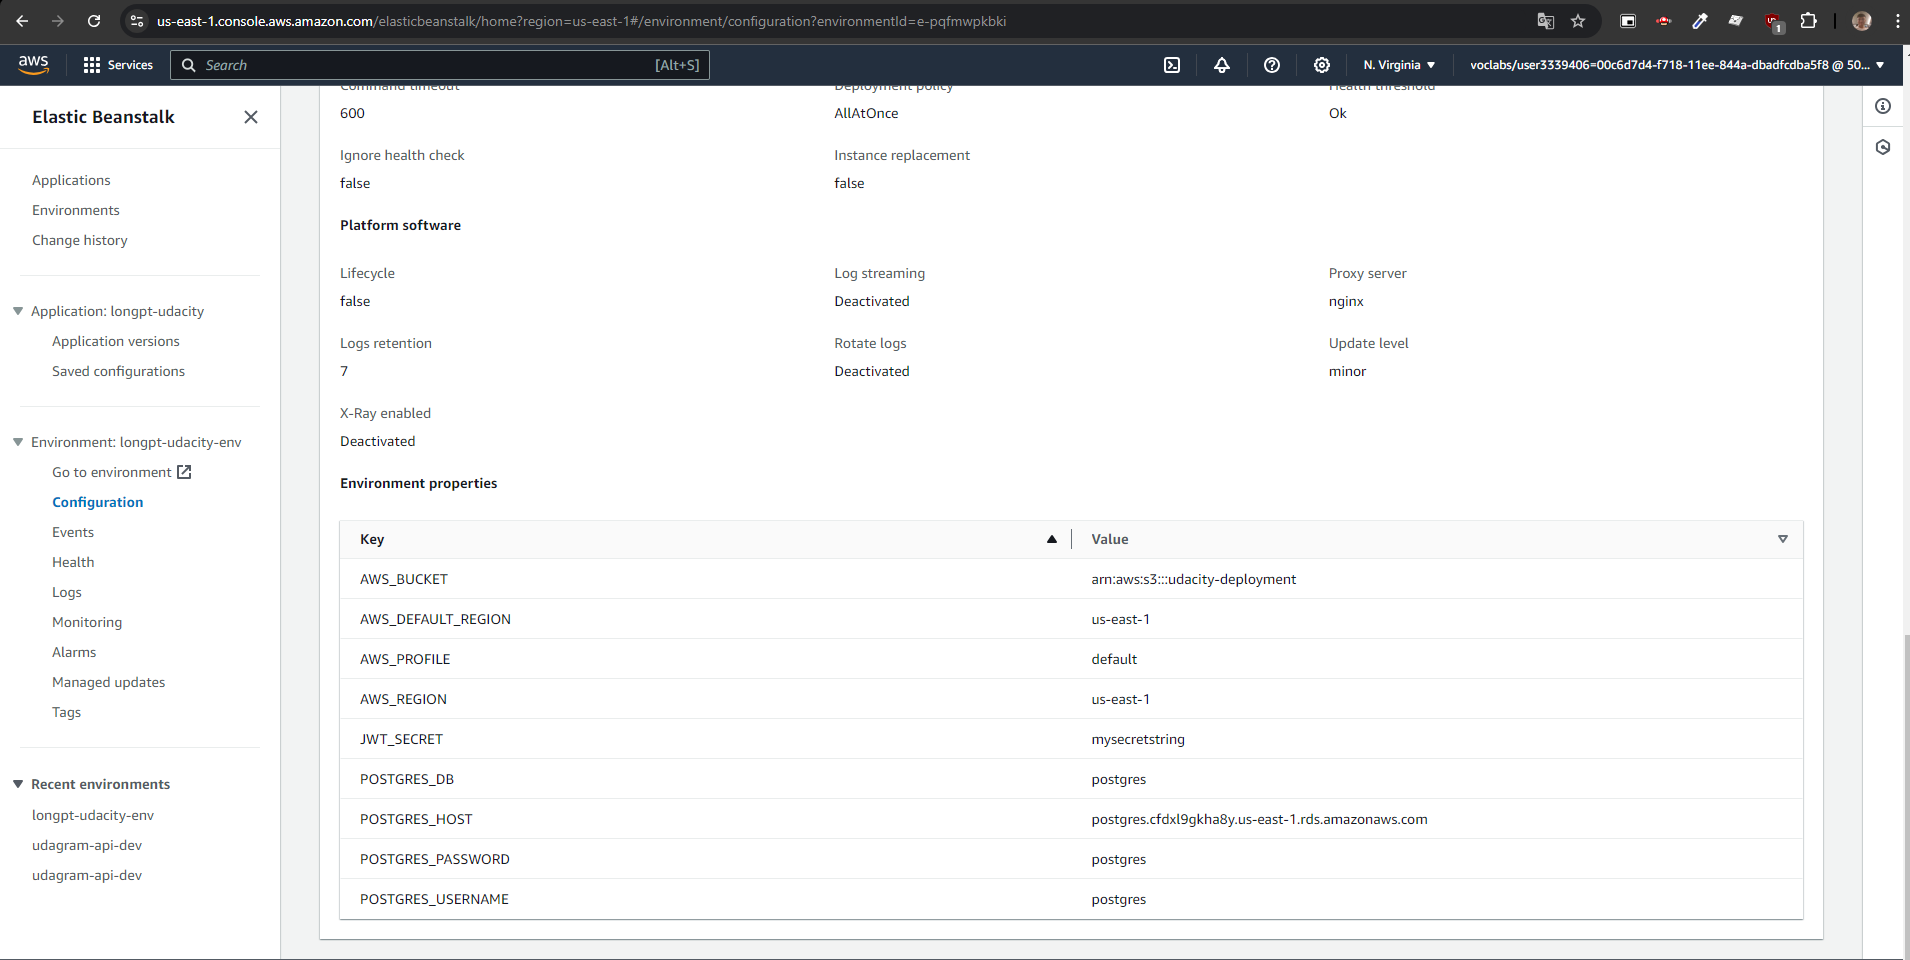 us-east-1.console.aws.amazon.com/elasticbeanstalk/home?region=us-east-1#/environment/configuration?environmentId=e-pqfmwpkbki
1
aws
Services
Search
[Alt+S]
N. Virginia
voclabs/user3339406=00c6d7d4-f718-11ee-844a-dbadfcdba5f8 @ 50...
Elastic Beanstalk
Applications
Environments
Change history
Application: longpt-udacity
Application versions
Saved configurations
Environment: longpt-udacity-env
Go to environment
Configuration
Events
Health
Logs
Monitoring
Alarms
Managed updates
Tags
Recent environments
longpt-udacity-env
udagram-api-dev
udagram-api-dev
Command timeout
Deployment policy
Health threshold
600
AllAtOnce
Ok
Ignore health check
Instance replacement
false
false
Platform software
Lifecycle
Log streaming
Proxy server
false
Deactivated
nginx
Logs retention
Rotate logs
Update level
7
Deactivated
minor
X-Ray enabled
Deactivated
Environment properties
Key
Value
AWS_BUCKET
arn:aws:s3:::udacity-deployment
AWS_DEFAULT_REGION
us-east-1
AWS_PROFILE
default
AWS_REGION
us-east-1
JWT_SECRET
mysecretstring
POSTGRES_DB
postgres
POSTGRES_HOST
postgres.cfdxl9gkha8y.us-east-1.rds.amazonaws.com
POSTGRES_PASSWORD
postgres
POSTGRES_USERNAME
postgres